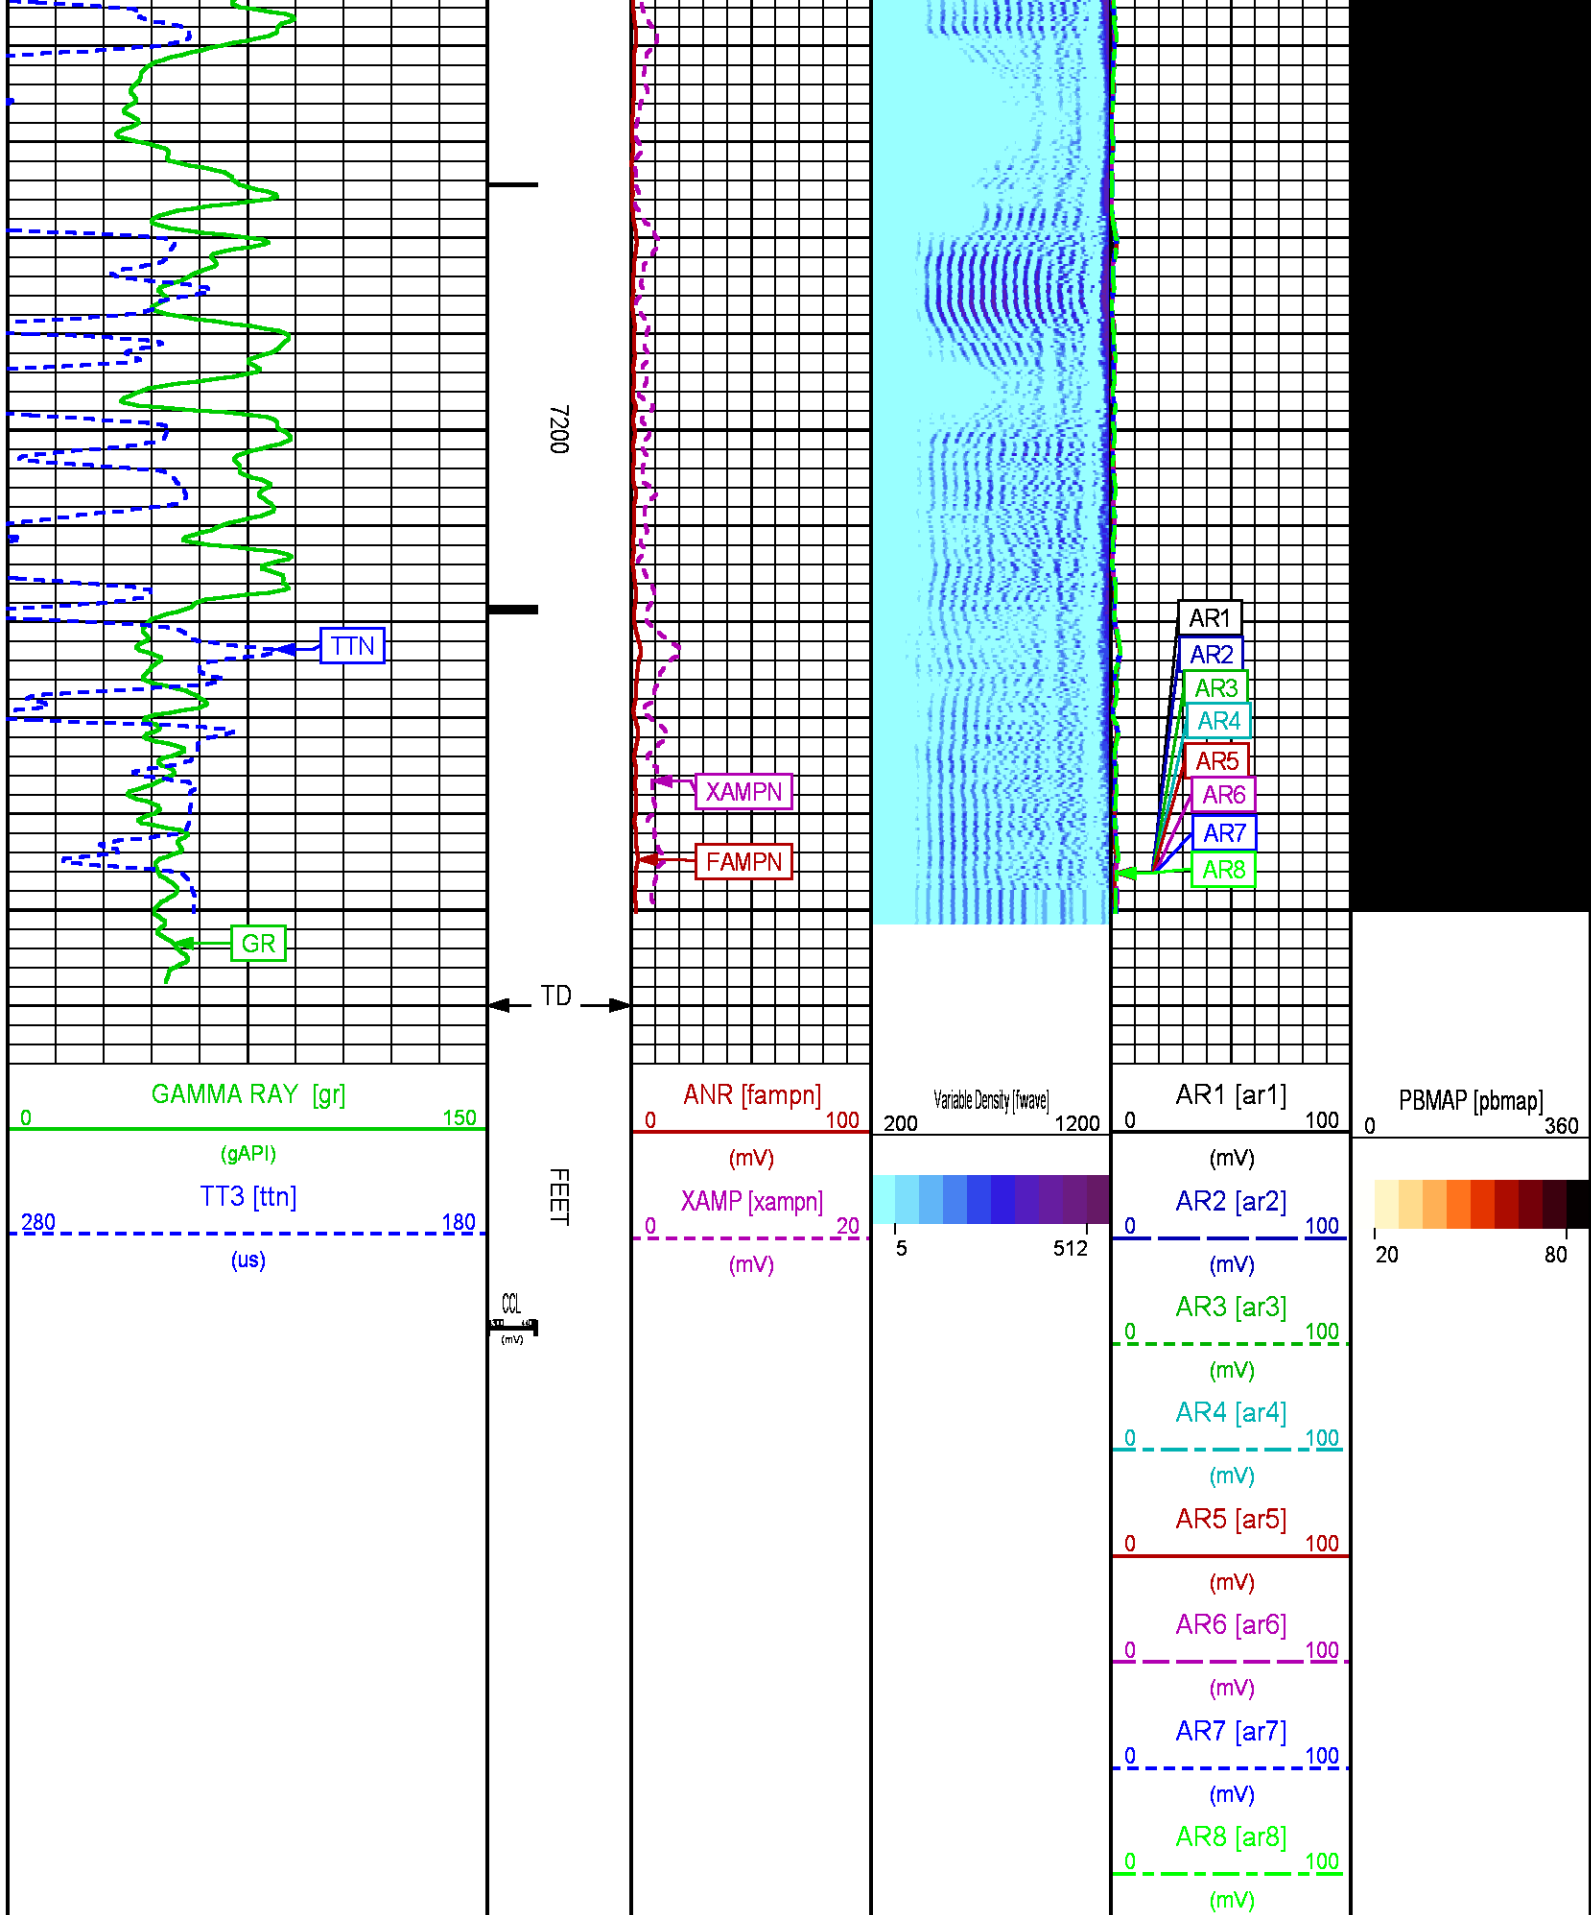 7200
AR1
AR2
TTN
AR3
AR4
AR5
XAMPN
AR6
AR7
FAMPN
AR8
GR
TD
GAMMA RAY [gr]
0 150
(gAPI)
TT3 [ttn]
280 180
(us)
FEET
CCL
(mV)
ANR [fampn]
0 100
(mV)
XAMP [xampn]
0 20
(mV)
Variable Density [fwave]
200 1200
5 512
AR1 [ar1]
0 100
(mV)
AR2 [ar2]
0 100
(mV)
AR3 [ar3]
0 100
(mV)
AR4 [ar4]
0 100
(mV)
AR5 [ar5]
0 100
(mV)
AR6 [ar6]
0 100
(mV)
AR7 [ar7]
0 100
(mV)
AR8 [ar8]
0 100
(mV)
PBMAP [pbmap]
0 360
20 80